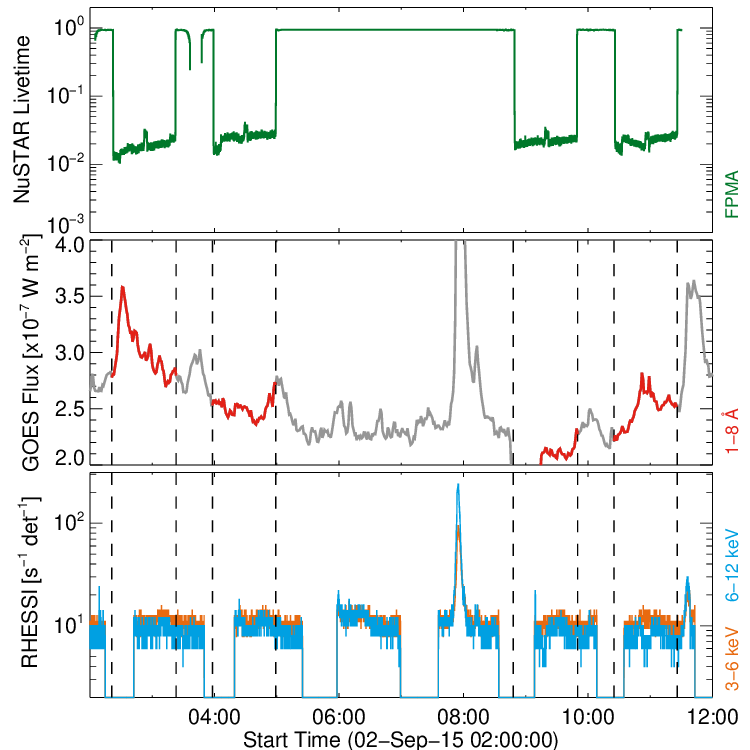 10⁰
10⁻¹
10⁻²
10⁻³
NuSTAR Livetime
FPMA
4.0
3.5
3.0
2.5
2.0
GOES Flux [x10⁻⁷ W m⁻²]
1−8 Å
10²
10¹
RHESSI [s⁻¹ det⁻¹]
3−6 keV 6−12 keV
04:00 06:00 08:00 10:00 12:00
Start Time (02−Sep−15 02:00:00)